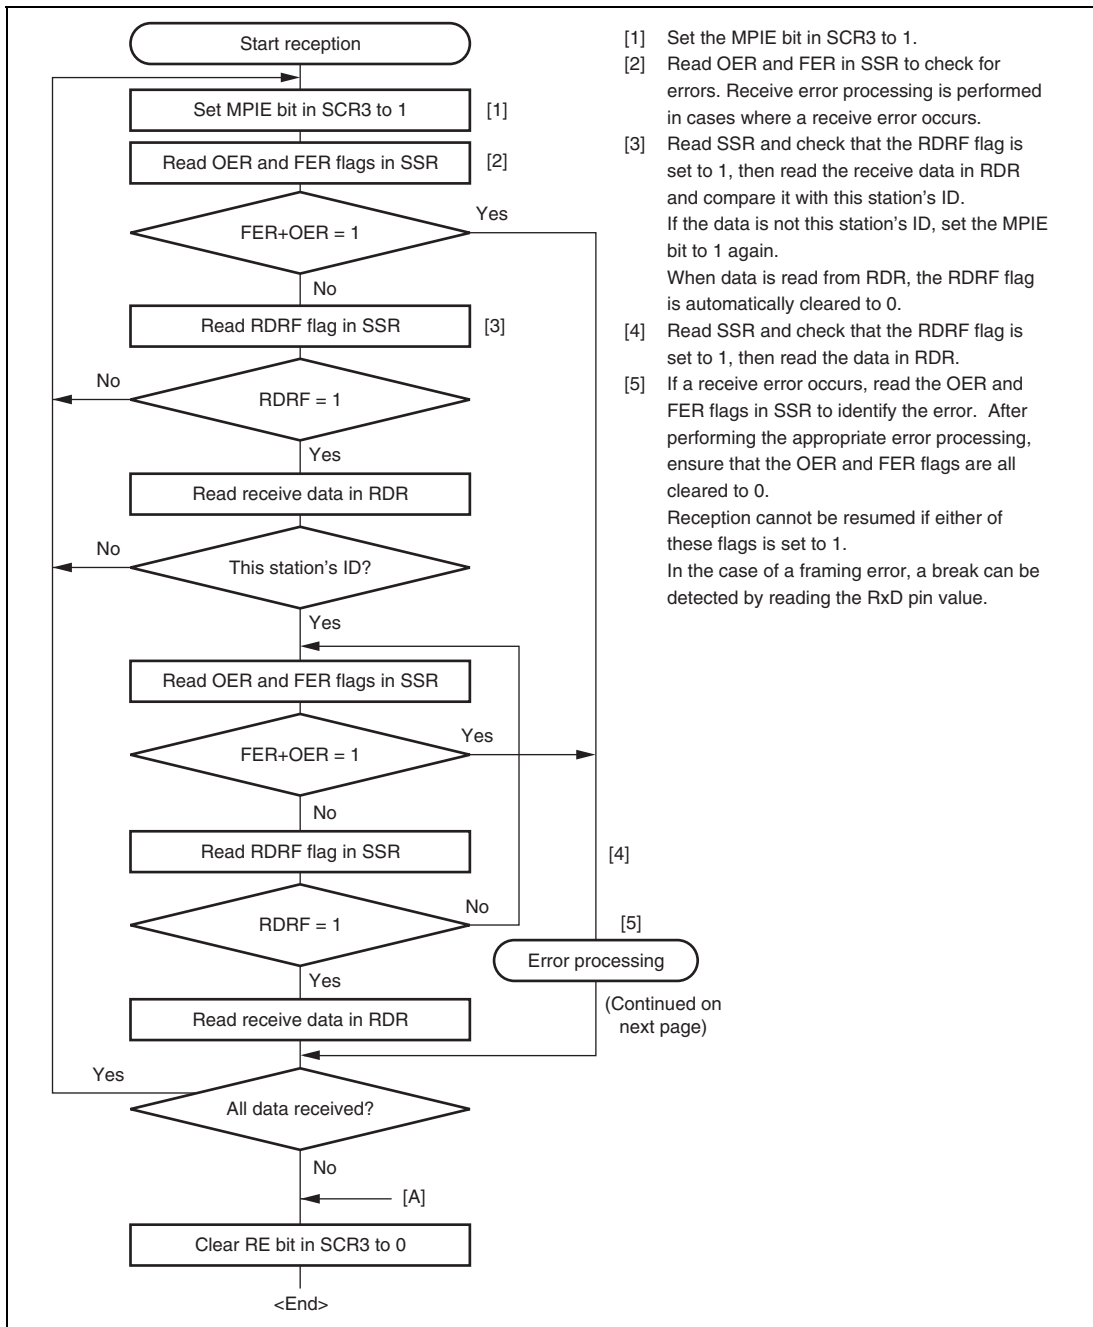 Start reception
Set MPIE bit in SCR3 to 1
[1]
Read OER and FER flags in SSR
[2]
FER+OER = 1
Yes
No
Read RDRF flag in SSR
[3]
RDRF = 1
No
Yes
Read receive data in RDR
This station's ID?
No
Yes
Read OER and FER flags in SSR
FER+OER = 1
Yes
No
Read RDRF flag in SSR
[4]
RDRF = 1
No
Yes
[5]
Error processing
(Continued on
next page)
Read receive data in RDR
All data received?
Yes
No
[A]
Clear RE bit in SCR3 to 0
<End>
[1] Set the MPIE bit in SCR3 to 1.
[2] Read OER and FER in SSR to check for
errors. Receive error processing is performed
in cases where a receive error occurs.
[3] Read SSR and check that the RDRF flag is
set to 1, then read the receive data in RDR
and compare it with this station's ID.
If the data is not this station's ID, set the MPIE
bit to 1 again.
When data is read from RDR, the RDRF flag
is automatically cleared to 0.
[4] Read SSR and check that the RDRF flag is
set to 1, then read the data in RDR.
[5] If a receive error occurs, read the OER and
FER flags in SSR to identify the error. After
performing the appropriate error processing,
ensure that the OER and FER flags are all
cleared to 0.
Reception cannot be resumed if either of
these flags is set to 1.
In the case of a framing error, a break can be
detected by reading the RxD pin value.